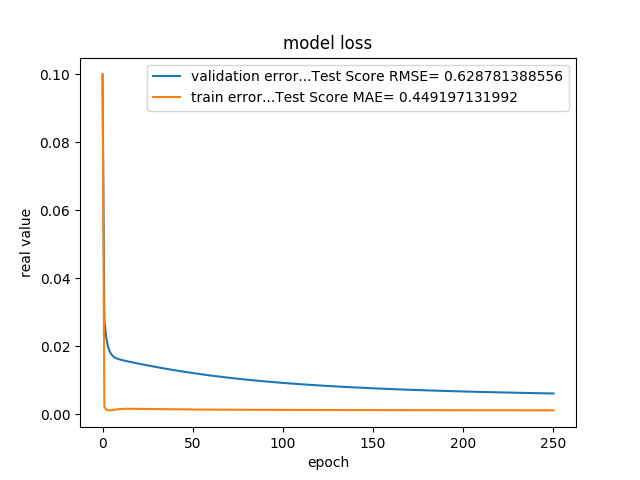 model loss
validation error...Test Score RMSE= 0.628781388556
train error...Test Score MAE= 0.449197131992
0.10
0.08
0.06
0.04
0.02
0.00
real value
0 50 100 150 200 250
epoch